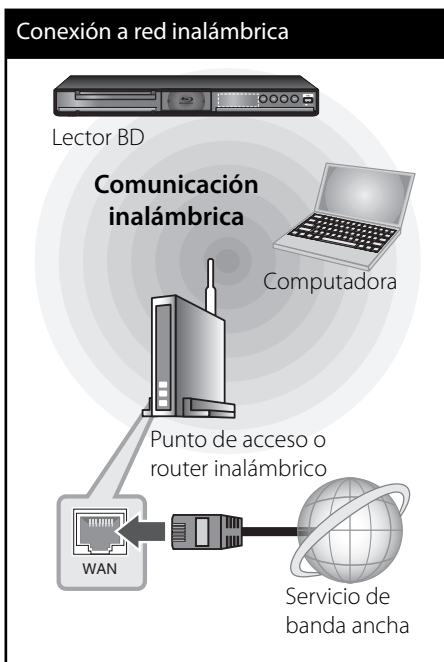 Conexión a red inalámbrica
Lector BD
Comunicación
inalámbrica
Computadora
Punto de acceso o
router inalámbrico
WAN
Servicio de
banda ancha